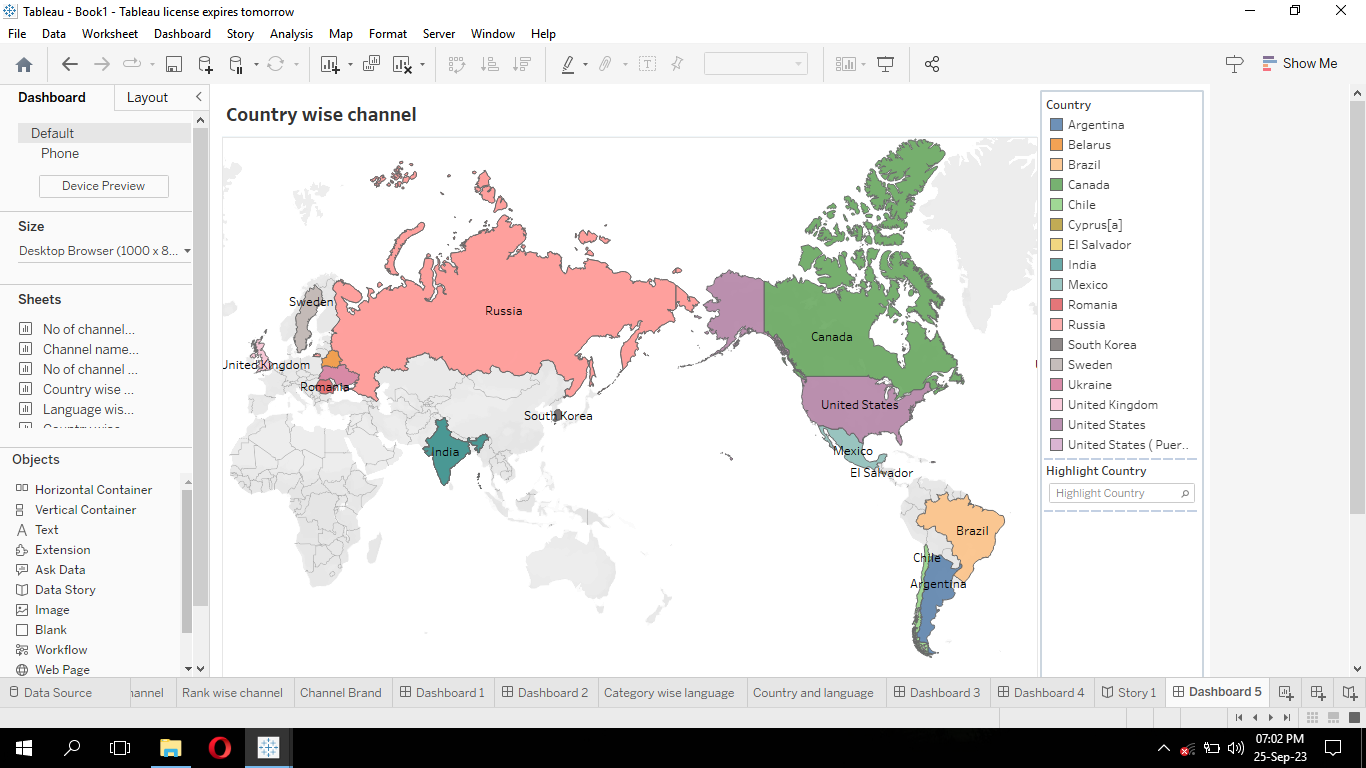 Tableau - Book1 - Tableau license expires tomorrow
File Data Worksheet Dashboard Story Analysis Map Format Server Window Help
Show Me
Dashboard Layout
Default
Phone
Device Preview
Size
Desktop Browser (1000 x 8...
Sheets
No of channel...
Channel name...
No of channel ...
Country wise ...
Language wis...
Objects
Horizontal Container
Vertical Container
Text
Extension
Ask Data
Data Story
Image
Blank
Workflow
Web Page
Country wise channel
Sweden
Russia
United Kingdom
Romania
South Korea
India
Canada
United States
Mexico
El Salvador
Brazil
Chile
Argentina
Country
Argentina
Belarus
Brazil
Canada
Chile
Cyprus[a]
El Salvador
India
Mexico
Romania
Russia
South Korea
Sweden
Ukraine
United Kingdom
United States
United States ( Puer..
Highlight Country
Highlight Country
Data Source hannel Rank wise channel Channel Brand Dashboard 1 Dashboard 2 Category wise language Country and language Dashboard 3 Dashboard 4 Story 1 Dashboard 5
07:02 PM
25-Sep-23